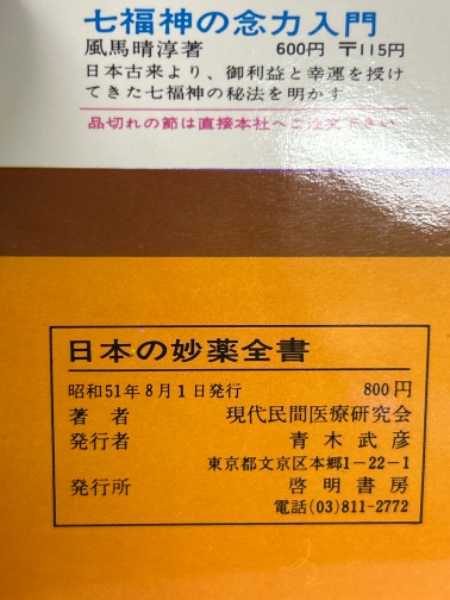 七福神の念力入門
風馬晴淳著 600円 〒115円
日本古来より、御利益と幸運を授け
てきた七福神の秘法を明かす
品切れの節は直接本社へご注文下さい
日本の妙薬全書
昭和51年8月1日発行 800円
著者 現代民間医療研究会
発行者 青木武彦
東京都文京区本郷1-22-1
発行所 啓明書房
電話(03)811-2772